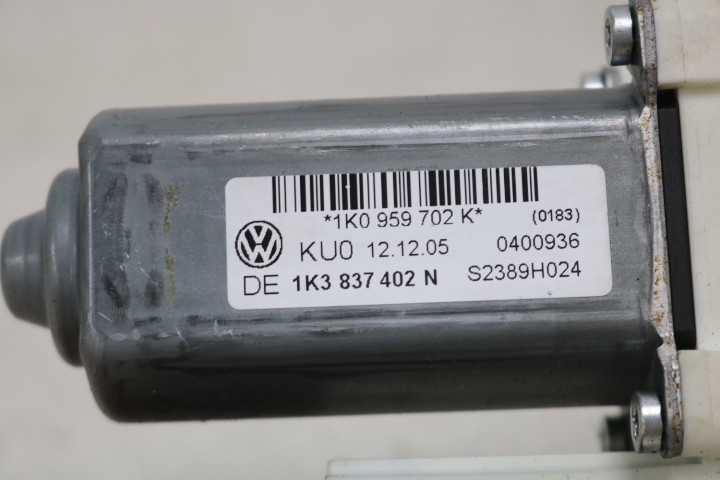 *1K0 959 702 K* (0183)
KU0 12.12.05 0400936
DE 1K3 837 402 N S2389H024